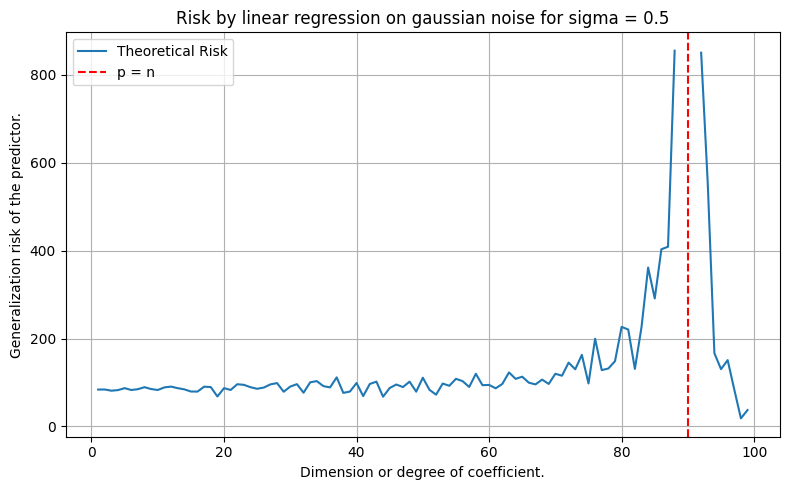 Risk by linear regression on gaussian noise for sigma = 0.5
Theoretical Risk
p = n
Generalization risk of the predictor.
800
600
400
200
0
0 20 40 60 80 100
Dimension or degree of coefficient.